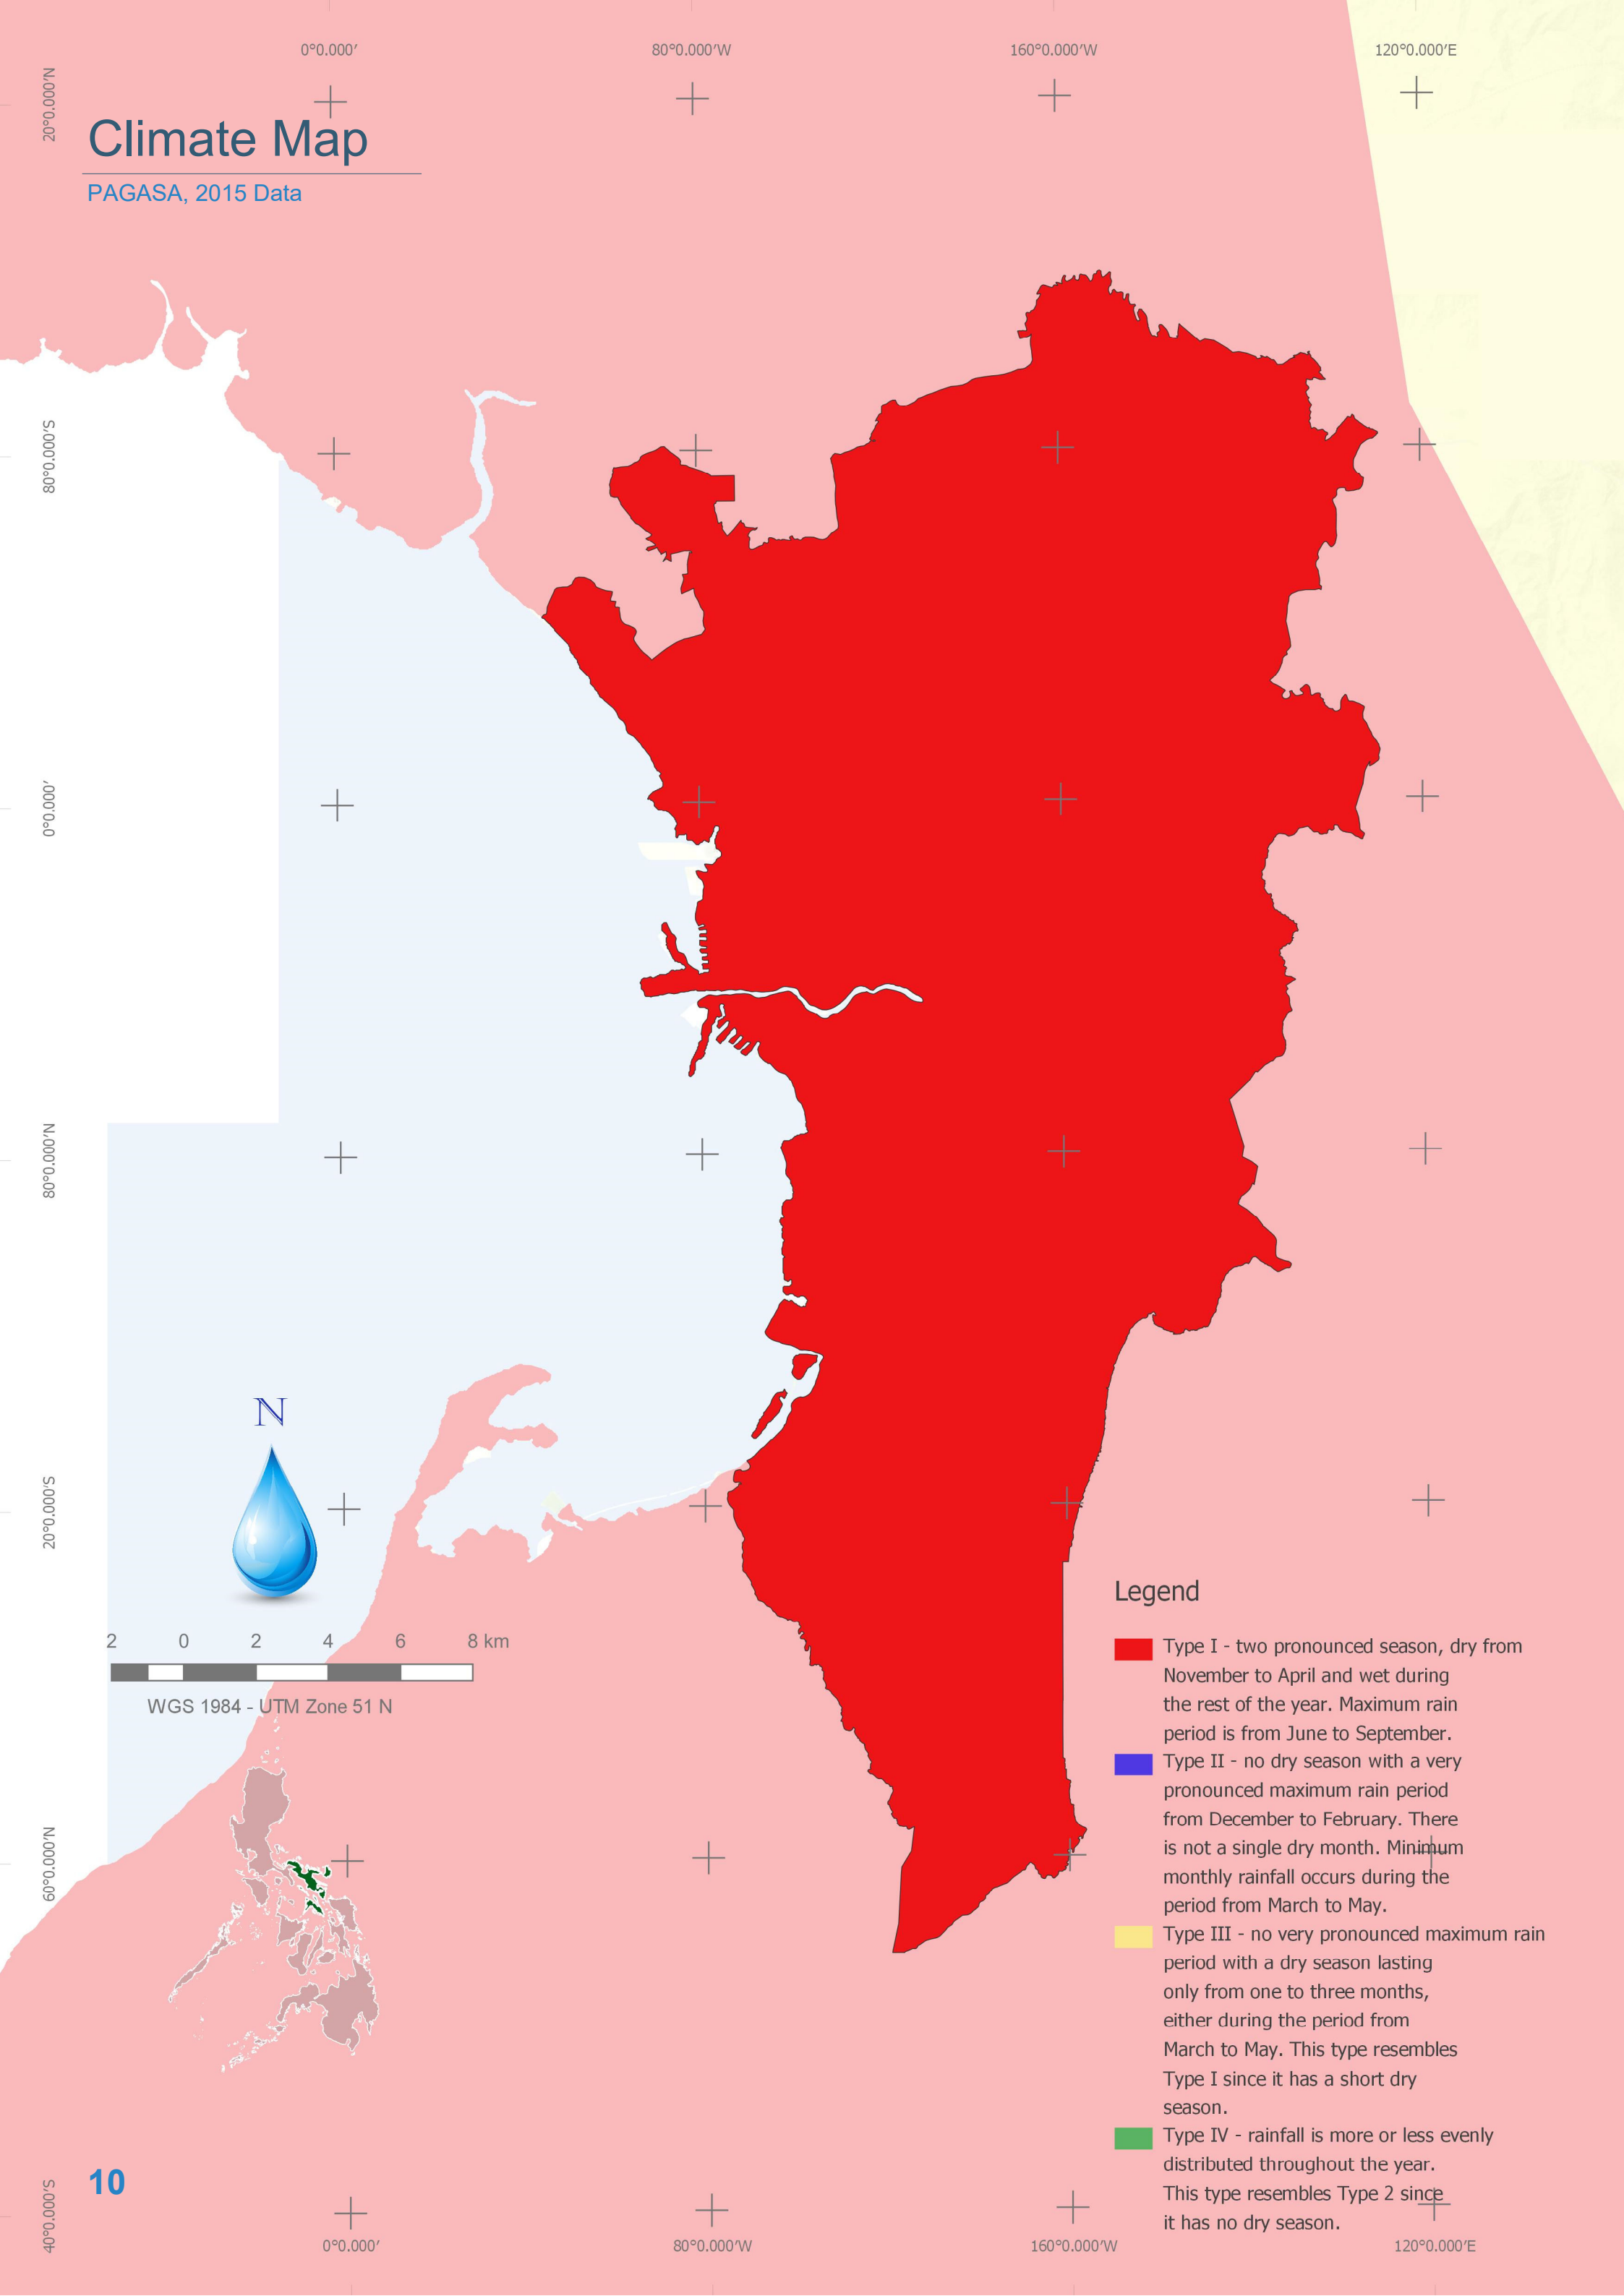 0°0.000′ 80°0.000′W 160°0.000′W 120°0.000′E
20°0.000′N
Climate Map
PAGASA, 2015 Data
80°0.000′S
0°0.000′
80°0.000′N
N
20°0.000′S
2 0 2 4 6 8 km
WGS 1984 - UTM Zone 51 N
60°0.000′N
Legend
Type I - two pronounced season, dry from
November to April and wet during
the rest of the year. Maximum rain
period is from June to September.
Type II - no dry season with a very
pronounced maximum rain period
from December to February. There
is not a single dry month. Minimum
monthly rainfall occurs during the
period from March to May.
Type III - no very pronounced maximum rain
period with a dry season lasting
only from one to three months,
either during the period from
March to May. This type resembles
Type I since it has a short dry
season.
Type IV - rainfall is more or less evenly
distributed throughout the year.
This type resembles Type 2 since
it has no dry season.
10
40°0.000′S
0°0.000′ 80°0.000′W 160°0.000′W 120°0.000′E